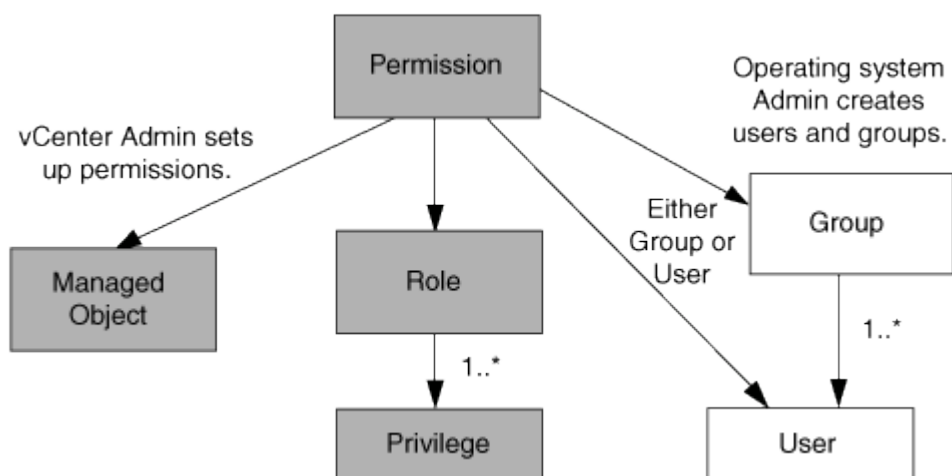 Permission
Operating system
Admin creates
users and groups.
vCenter Admin sets
up permissions.
Either
Group or
User
Group
Managed
Object
Role
1..*
1..*
Privilege
User